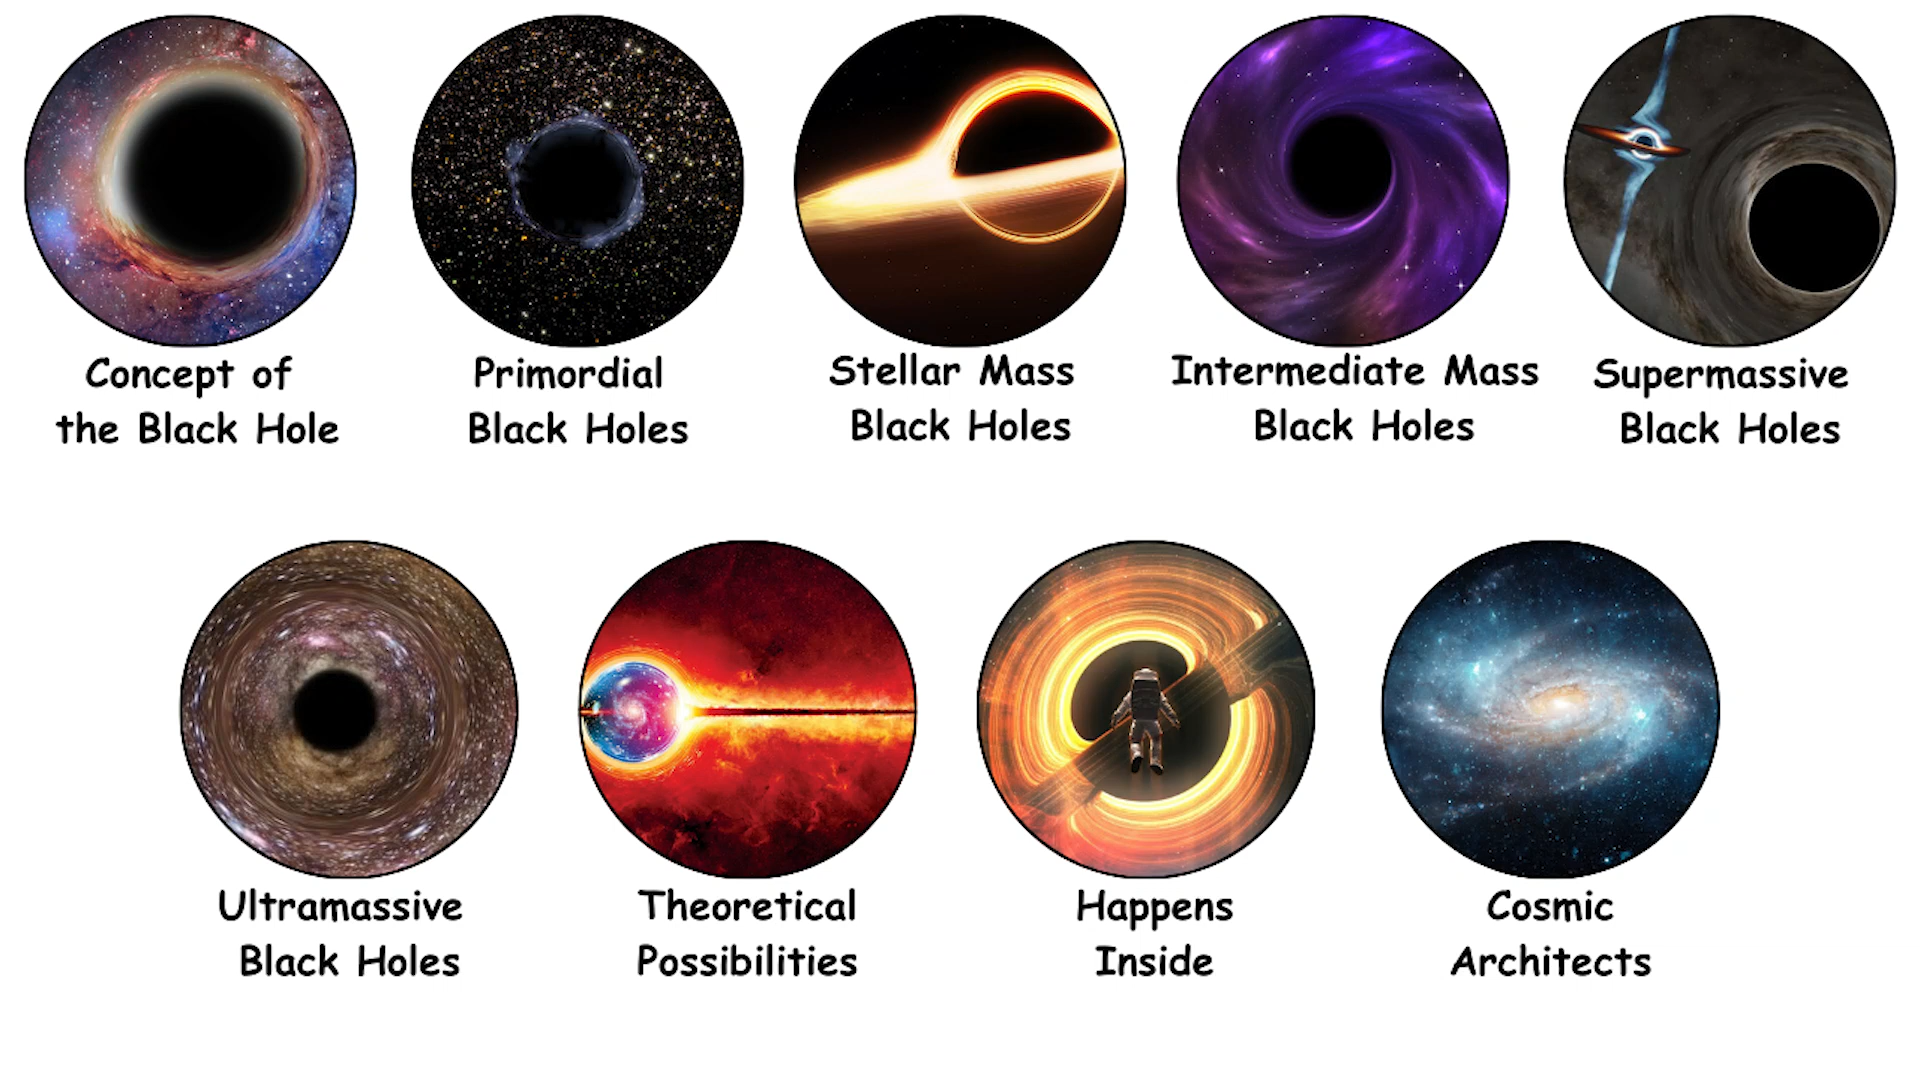 Concept of
the Black Hole
Primordial
Black Holes
Stellar Mass
Black Holes
Intermediate Mass
Black Holes
Supermassive
Black Holes
Ultramassive
Black Holes
Theoretical
Possibilities
Happens
Inside
Cosmic
Architects